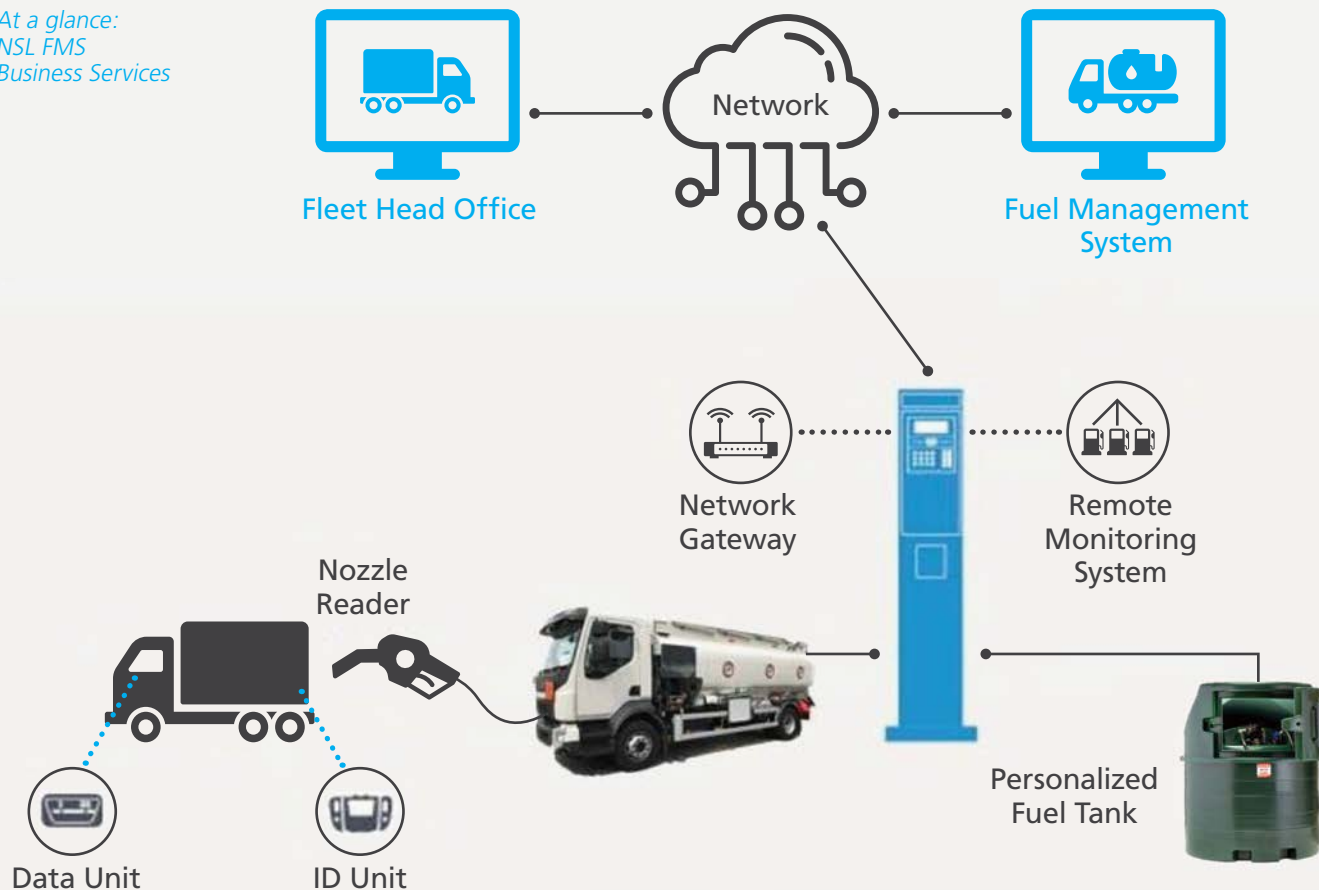 At a glance:
NSL FMS
Business Services
Network
Fleet Head Office
Fuel Management
System
Network
Gateway
Remote
Monitoring
System
Nozzle
Reader
Personalized
Fuel Tank
Data Unit
ID Unit